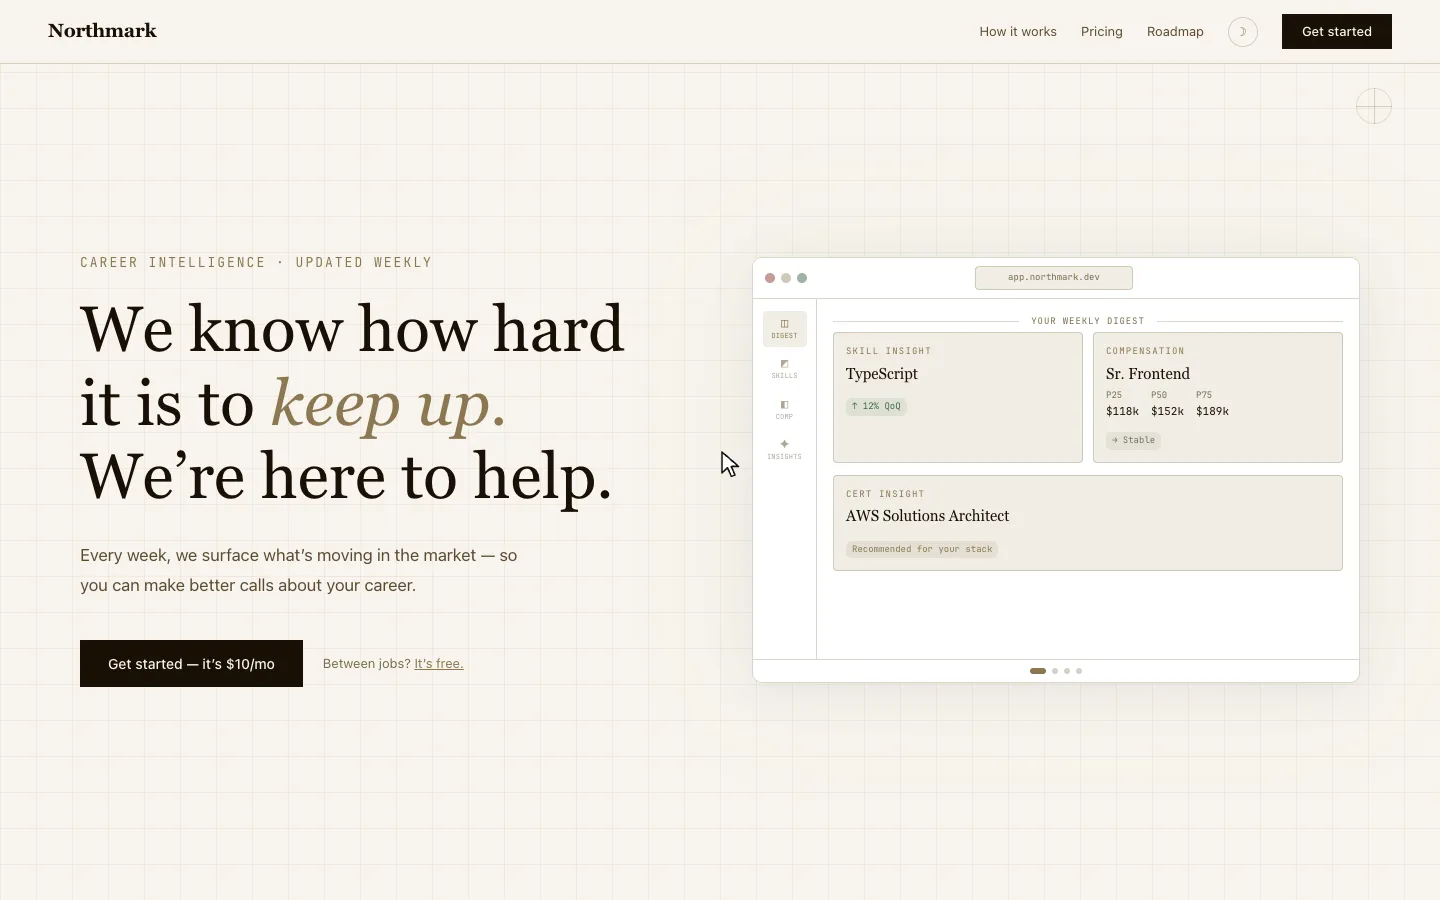 Northmark
How it works
Pricing
Roadmap
Get started
CAREER INTELLIGENCE · UPDATED WEEKLY
We know how hard
it is to keep up.
We’re here to help.
Every week, we surface what’s moving in the market — so
you can make better calls about your career.
Get started — it’s $10/mo
Between jobs? It’s free.
app.northmark.dev
DIGEST
SKILLS
COMP
INSIGHTS
YOUR WEEKLY DIGEST
SKILL INSIGHT
TypeScript
↑ 12% QoQ
COMPENSATION
Sr. Frontend
P25 P50 P75
$118k $152k $189k
→ Stable
CERT INSIGHT
AWS Solutions Architect
Recommended for your stack